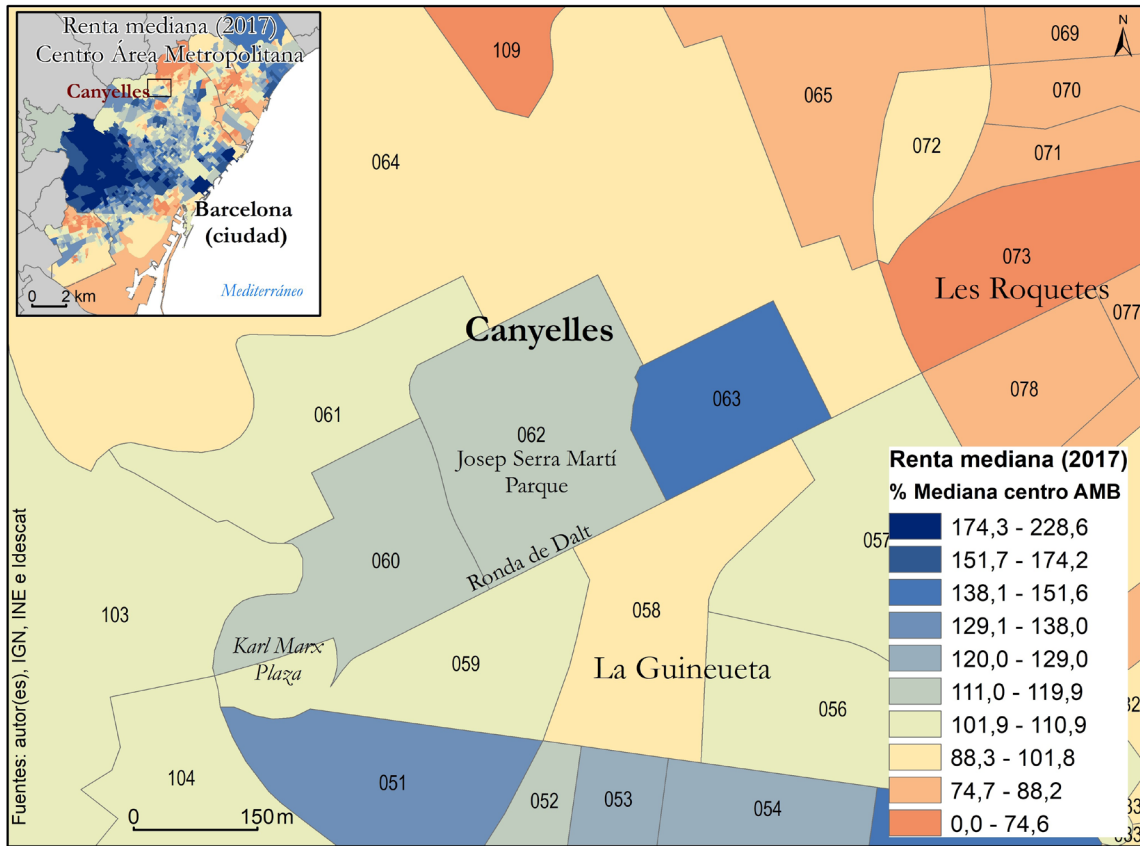 Renta mediana (2017)
Centro Área Metropolitana
Canyelles
Barcelona
(ciudad)
Mediterráneo
0 2 km
N
109
069
065
070
072
071
064
073
Les Roquetes
077
Canyelles
078
063
061
062
Josep Serra Martí
Parque
Ronda de Dalt
060
057
058
103
Karl Marx
Plaza
059
La Guineueta
056
104
051
052
053
054
0 150 m
Renta mediana (2017)
% Mediana centro AMB
174,3 - 228,6
151,7 - 174,2
138,1 - 151,6
129,1 - 138,0
120,0 - 129,0
111,0 - 119,9
101,9 - 110,9
88,3 - 101,8
74,7 - 88,2
0,0 - 74,6
Fuentes: autor(es), IGN, INE e Idescat